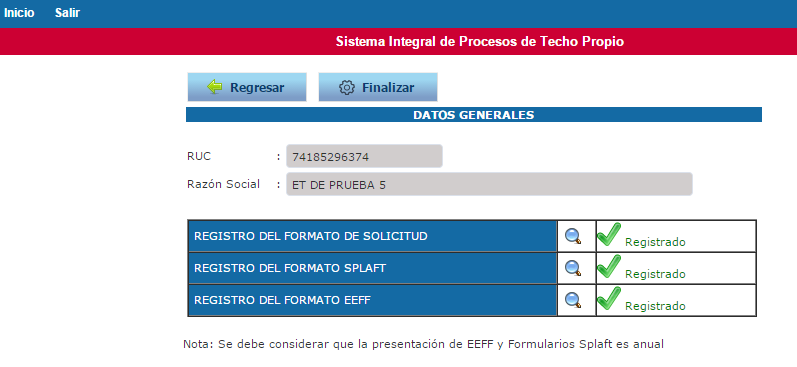 Inicio Salir
Sistema Integral de Procesos de Techo Propio
Regresar Finalizar
DATOS GENERALES
RUC : 74185296374
Razón Social : ET DE PRUEBA 5
REGISTRO DEL FORMATO DE SOLICITUD Registrado
REGISTRO DEL FORMATO SPLAFT Registrado
REGISTRO DEL FORMATO EEFF Registrado
Nota: Se debe considerar que la presentación de EEFF y Formularios Splaft es anual